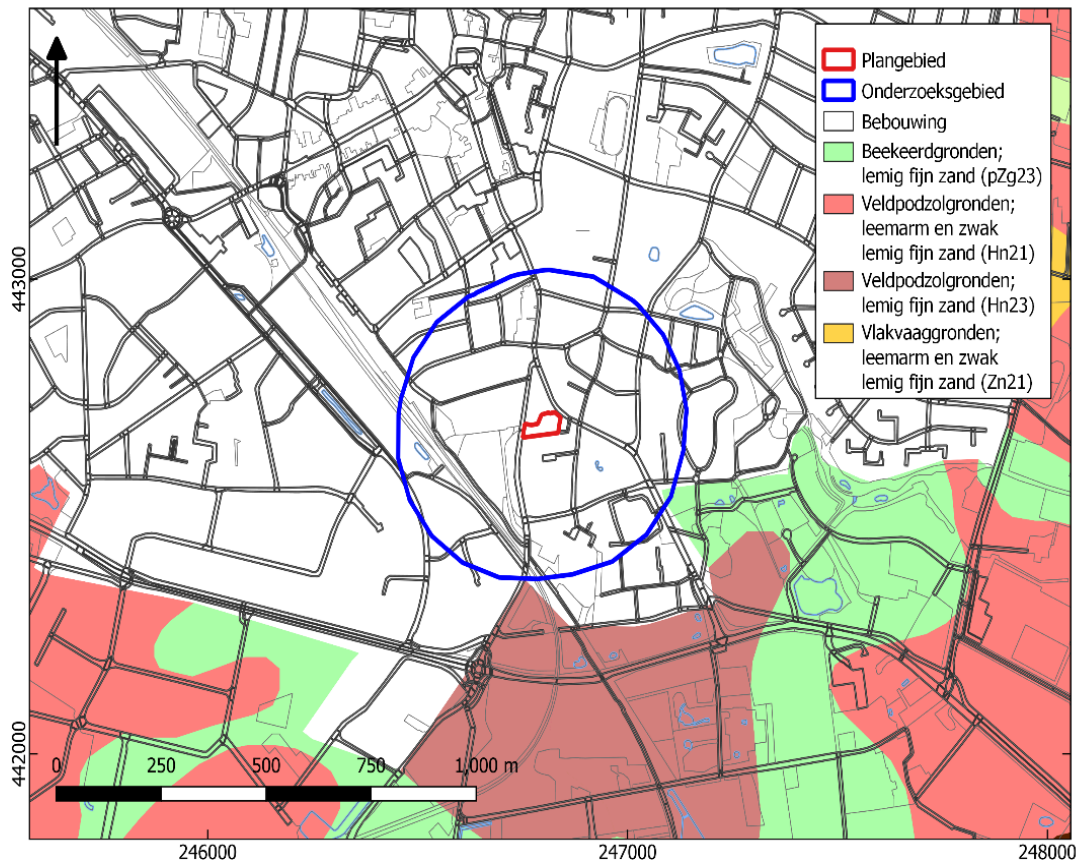 Plangebied
Onderzoeksgebied
Bebouwing
Beekeerdgronden;
lemig fijn zand (pZg23)
Veldpodzolgronden;
leemarm en zwak
lemig fijn zand (Hn21)
Veldpodzolgronden;
lemig fijn zand (Hn23)
Vlakvaaggronden;
leemarm en zwak
lemig fijn zand (Zn21)
443000
442000
0 250 500 750 1,000 m
246000 247000 248000